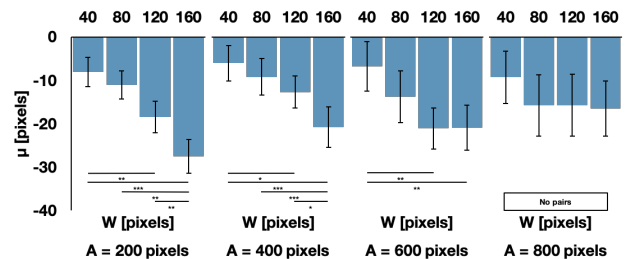 40 80 120 160 40 80 120 160 40 80 120 160 40 80 120 160
0
-10
-20
-30
-40
μ [pixels]
** *** ** **
* *** *** *
** **
No pairs
W [pixels] W [pixels] W [pixels] W [pixels]
A = 200 pixels A = 400 pixels A = 600 pixels A = 800 pixels